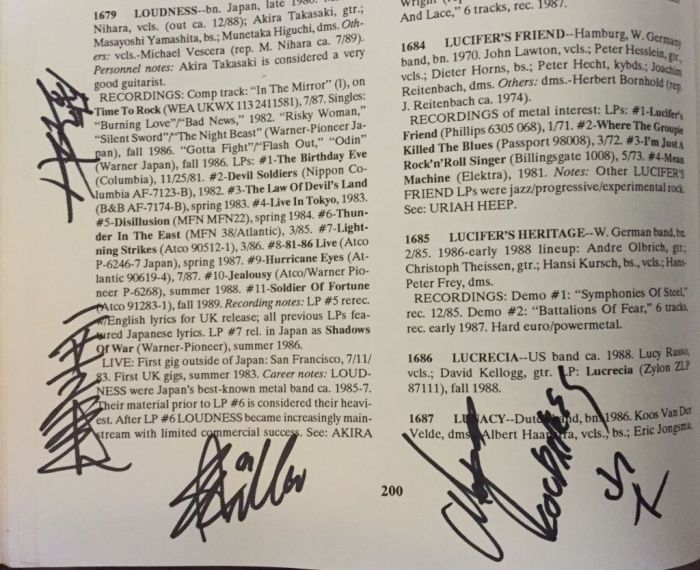 1679 LOUDNESS--bn. Japan, late
Nihara, vcls. (out ca. 12/88); Akira Takasaki, gtr.;
Masayoshi Yamashita, bs.; Munetaka Higuchi, dms. Oth-
ers: vcls.-Michael Vescera (rep. M. Nihara ca. 7/89).
Personnel notes: Akira Takasaki is considered a very
good guitarist.
RECORDINGS: Comp track: "In The Mirror" (I), on
Time To Rock (WEA UKWX 113 2411581), 7/87. Singles:
"Burning Love"/"Bad News," 1982. "Risky Woman,"
"Silent Sword"/"The Night Beast" (Warner-Pioneer Ja-
pan), fall 1986. "Gotta Fight"/"Flash Out," "Odin"
(Warner Japan), fall 1986. LPs: #1-The Birthday Eve
(Columbia), 11/25/81. #2-Devil Soldiers (Nippon Co-
lumbia AF-7123-B), 1982. #3-The Law Of Devil's Land
(B&B AF-7174-B), spring 1983. #4-Live In Tokyo, 1983.
#5-Disillusion (MFN MFN22), spring 1984. #6-Thun-
der In The East (MFN 38/Atlantic), 3/85. #7-Light-
ning Strikes (Atco 90512-1), 3/86. #8-81-86 Live (Atco
P-6246-7 Japan), spring 1987. #9-Hurricane Eyes (At-
lantic 90619-4), 7/87. #10-Jealousy (Atco/Warner Pio-
neer P-6268), summer 1988. #11-Soldier Of Fortune
(Atco 91283-1), fall 1989. Recording notes: LP #5 rerec.
w/English lyrics for UK release; all previous LPs fea-
tured Japanese lyrics. LP #7 rel. in Japan as Shadows
Of War (Warner-Pioneer), summer 1986.
LIVE: First gig outside of Japan: San Francisco, 7/11/
83. First UK gigs, summer 1983. Career notes: LOUD-
NESS were Japan's best-known metal band ca. 1985-7.
Their material prior to LP #6 is considered their heavi-
est. After LP #6 LOUDNESS became increasingly main-
stream with limited commercial success. See: AKIRA
And Lace," 6 tracks, rec. 1987.
1684 LUCIFER'S FRIEND--Hamburg, W. Germany
band, bn. 1970. John Lawton, vcls.; Peter Hesslein, gtr.,
vcls.; Dieter Horns, bs.; Peter Hecht, kybds.; Joachim
Reitenbach, dms. Others: dms.-Herbert Bornhold (rep.
J. Reitenbach ca. 1974).
RECORDINGS of metal interest: LPs: #1-Lucifer's
Friend (Phillips 6305 068), 1/71. #2-Where The Groupie
Killed The Blues (Passport 98008), 3/72. #3-I'm Just A
Rock'n'Roll Singer (Billingsgate 1008), 5/73. #4-Mean
Machine (Elektra), 1981. Notes: Other LUCIFER'S
FRIEND LPs were jazz/progressive/experimental rock.
See: URIAH HEEP.
1685 LUCIFER'S HERITAGE--W. German band, bn.
2/85. 1986-early 1988 lineup: Andre Olbrich, gtr.;
Christoph Theissen, gtr.; Hansi Kursch, bs., vcls.; Hans-
Peter Frey, dms.
RECORDINGS: Demo #1: "Symphonies Of Steel,"
rec. 12/85. Demo #2: "Battalions Of Fear," 6 tracks,
rec. early 1987. Hard euro/powermetal.
1686 LUCRECIA--US band ca. 1988. Lucy Russo,
vcls.; David Kellogg, gtr. LP: Lucrecia (Zylon ZLP
87111), fall 1988.
1687 LUNACY--Dutch band, bn. 1986. Koos Van Der
Velde, dms.; Albert vcls., bs.; Eric Jongsma,
200